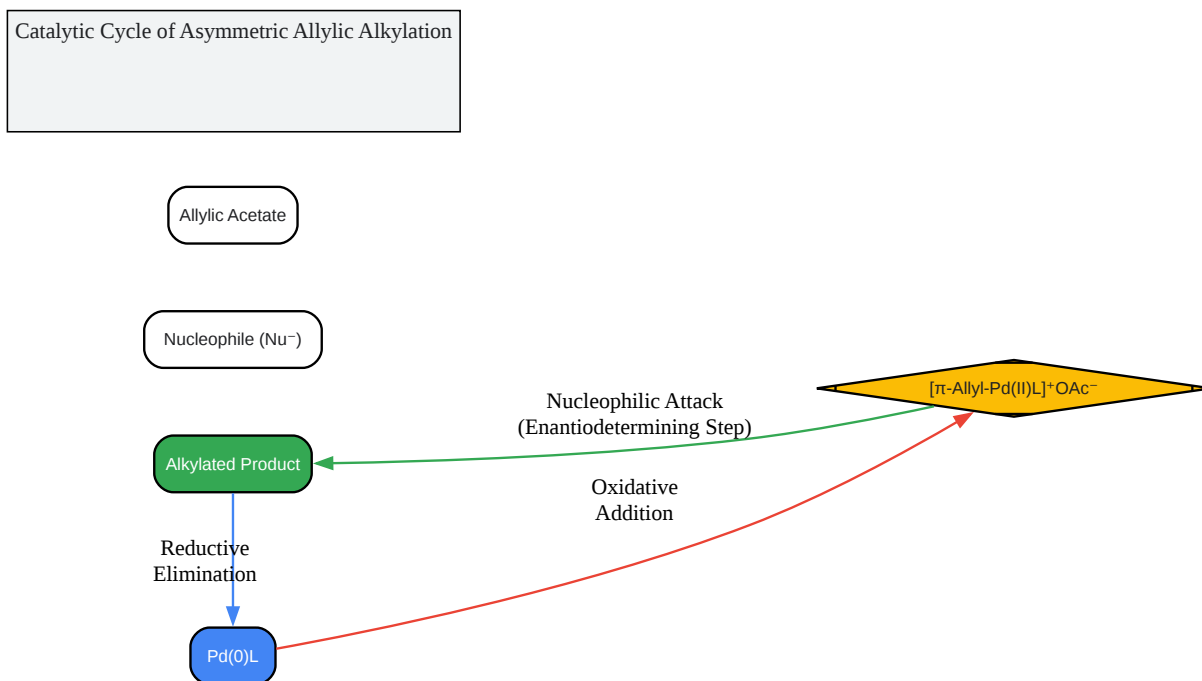 Catalytic Cycle of Asymmetric Allylic Alkylation
Allylic Acetate
Nucleophile (Nu⁻)
[π-Allyl-Pd(II)L]⁺OAc⁻
Nucleophilic Attack
(Enantiodetermining Step)
Alkylated Product
Oxidative
Addition
Reductive
Elimination
Pd(0)L